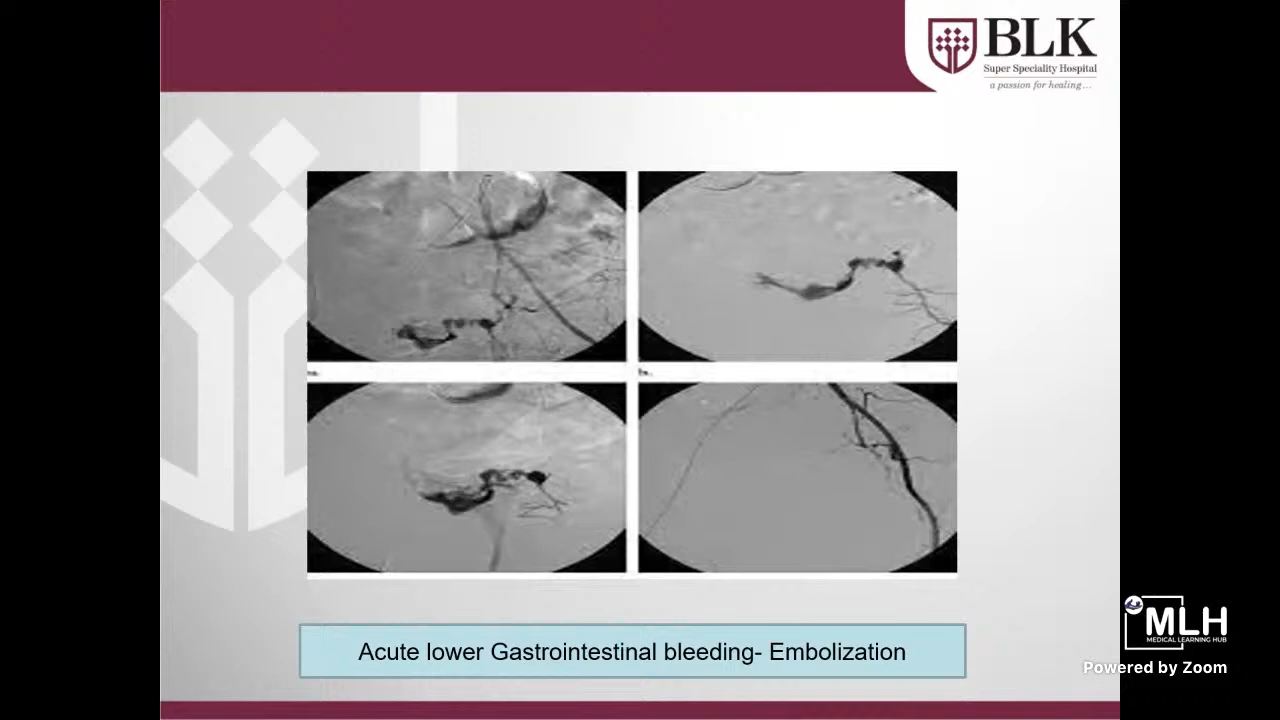 BLK
Super Speciality Hospital
a passion for healing...
Acute lower Gastrointestinal bleeding- Embolization
MLH
MEDICAL LEARNING HUB
Powered by Zoom